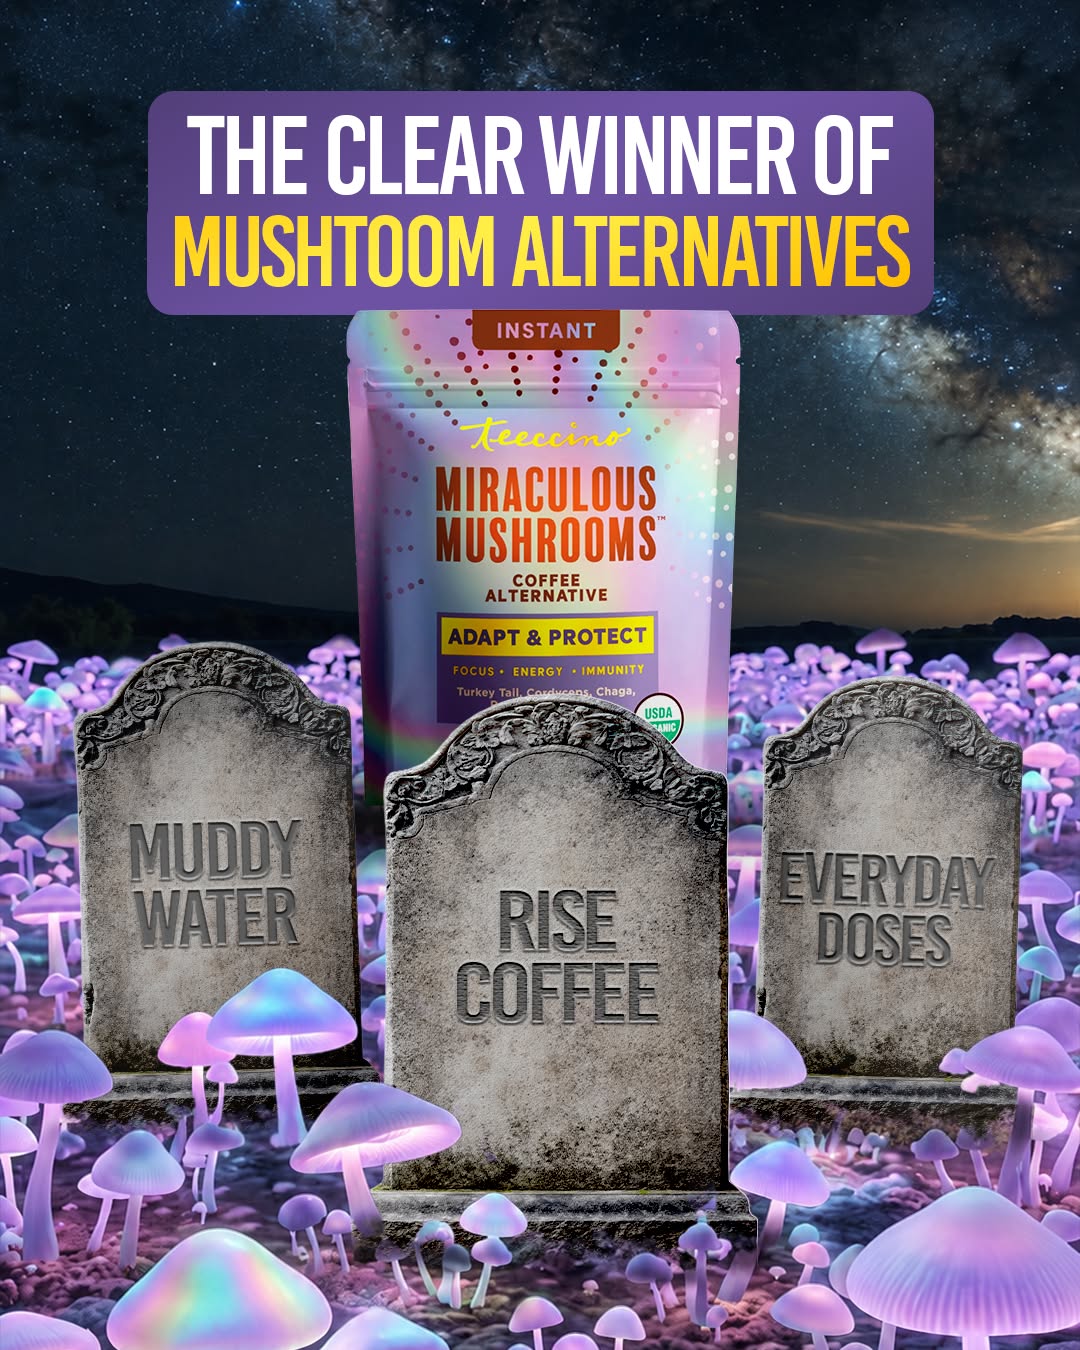 THE CLEAR WINNER OF
MUSHTOOM ALTERNATIVES
INSTANT
teeccino
MIRACULOUS
MUSHROOMS™
COFFEE
ALTERNATIVE
ADAPT & PROTECT
FOCUS • ENERGY • IMMUNITY
Turkey Tail, Cordyceps, Chaga,
USDA
MUDDY
WATER
RISE
COFFEE
EVERYDAY
DOSES